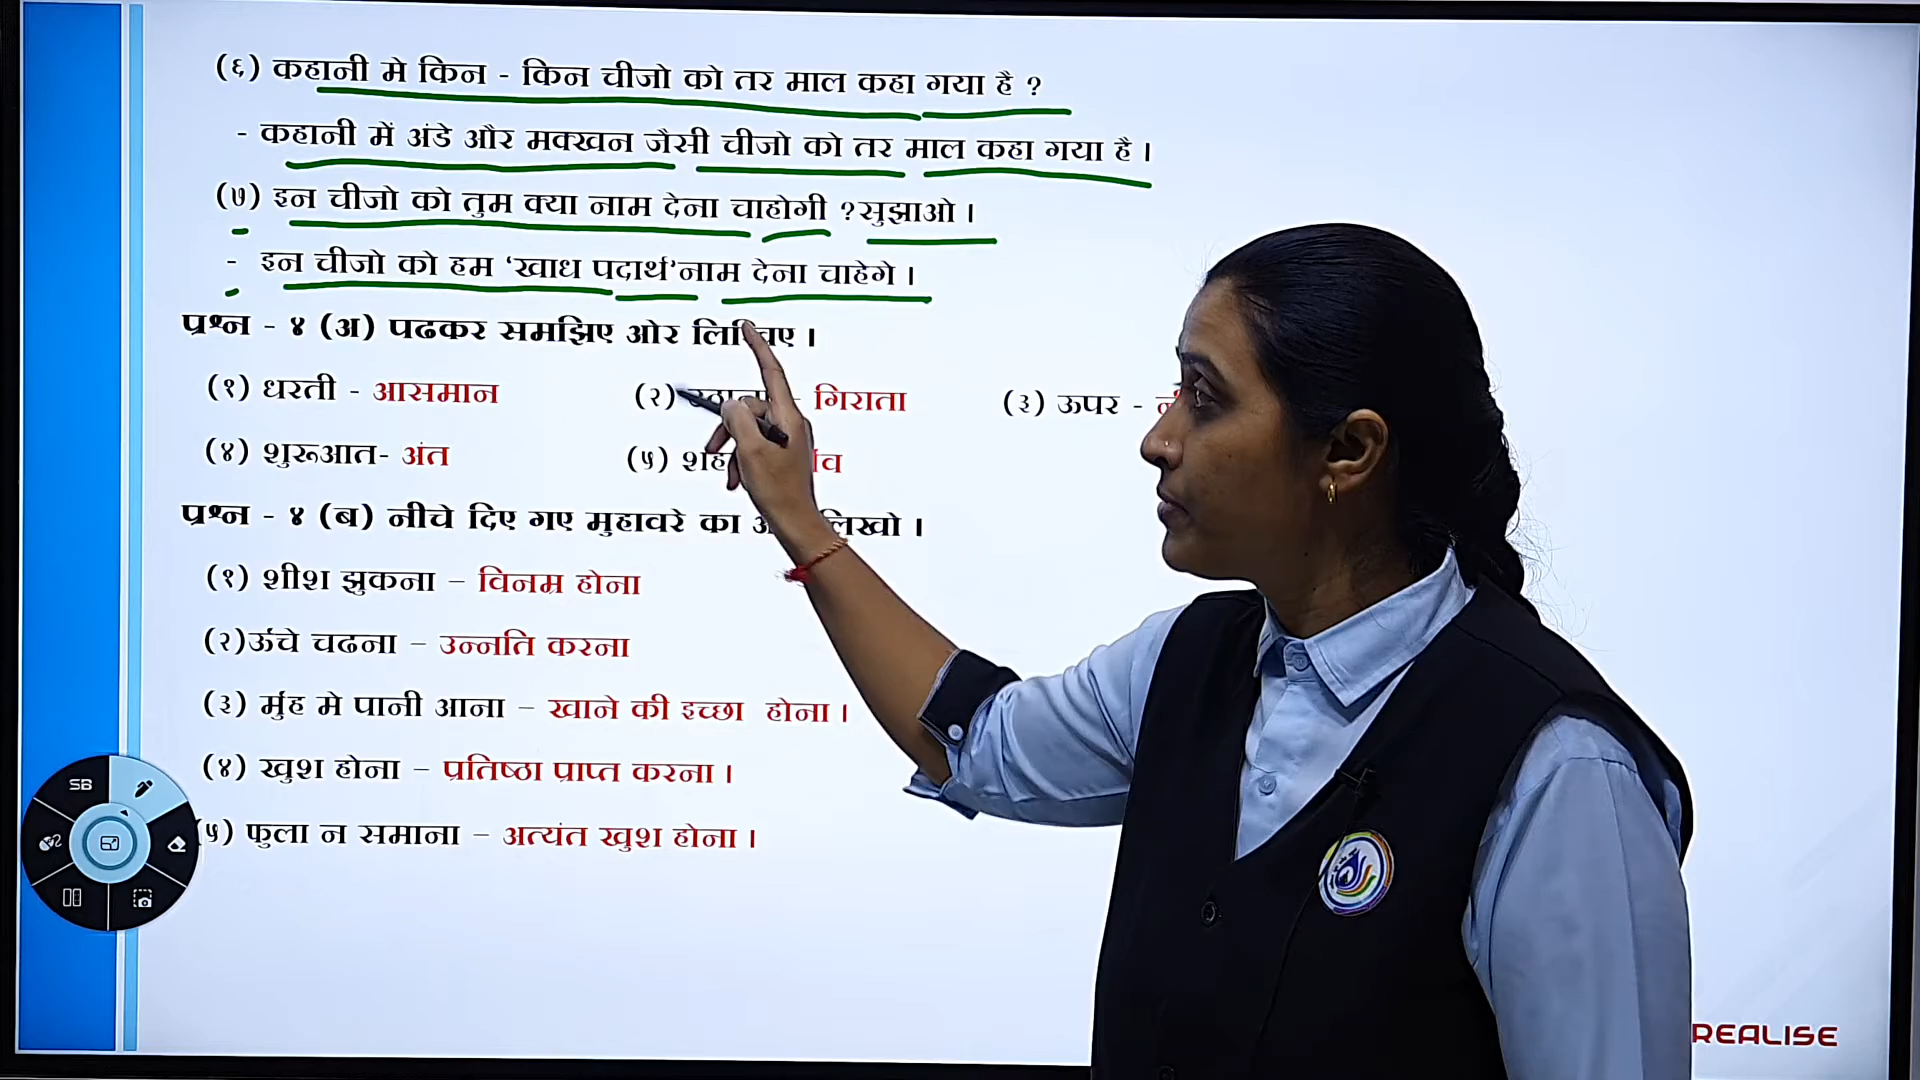 (६) कहानी मे किन - किन चीजो को तर माल कहा गया है ?
- कहानी में अंडे और मक्खन जैसी चीजो को तर माल कहा गया है ।
(७) इन चीजो को तुम क्या नाम देना चाहोगी ?सुझाओ ।
- इन चीजो को हम ‘खाध पदार्थ’नाम देना चाहेगे ।
प्रश्न - ४ (अ) पढकर समझिए ओर लिखिए ।
(१) धरती - आसमान (२) - गिराता (३) ऊपर -
(४) शुरूआत- अंत (५)
प्रश्न - ४ (ब) नीचे दिए गए मुहावरे का लिखो ।
(१) शीश झुकना – विनम्र होना
(२)ऊंचे चढना – उन्नति करना
(३) मुंह मे पानी आना – खाने की इच्छा होना ।
(४) खुश होना – प्रतिष्ठा प्राप्त करना ।
(५) फुला न समाना – अत्यंत खुश होना ।
SB
REALISE